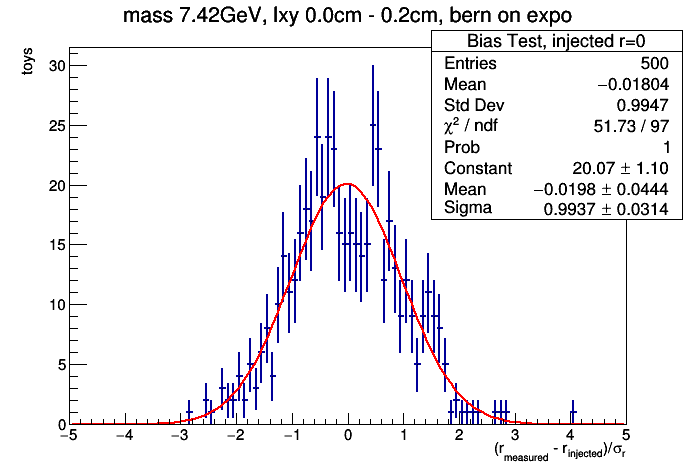 mass 7.42GeV, lxy 0.0cm - 0.2cm, bern on expo
toys
Bias Test, injected r=0
Entries 500
Mean −0.01804
Std Dev 0.9947
χ² / ndf 51.73 / 97
Prob 1
Constant 20.07 ± 1.10
Mean −0.0198 ± 0.0444
Sigma 0.9937 ± 0.0314
30
25
20
15
10
5
0
−5 −4 −3 −2 −1 0 1 2 3 4 5
(r_measured - r_injected)/σ_r